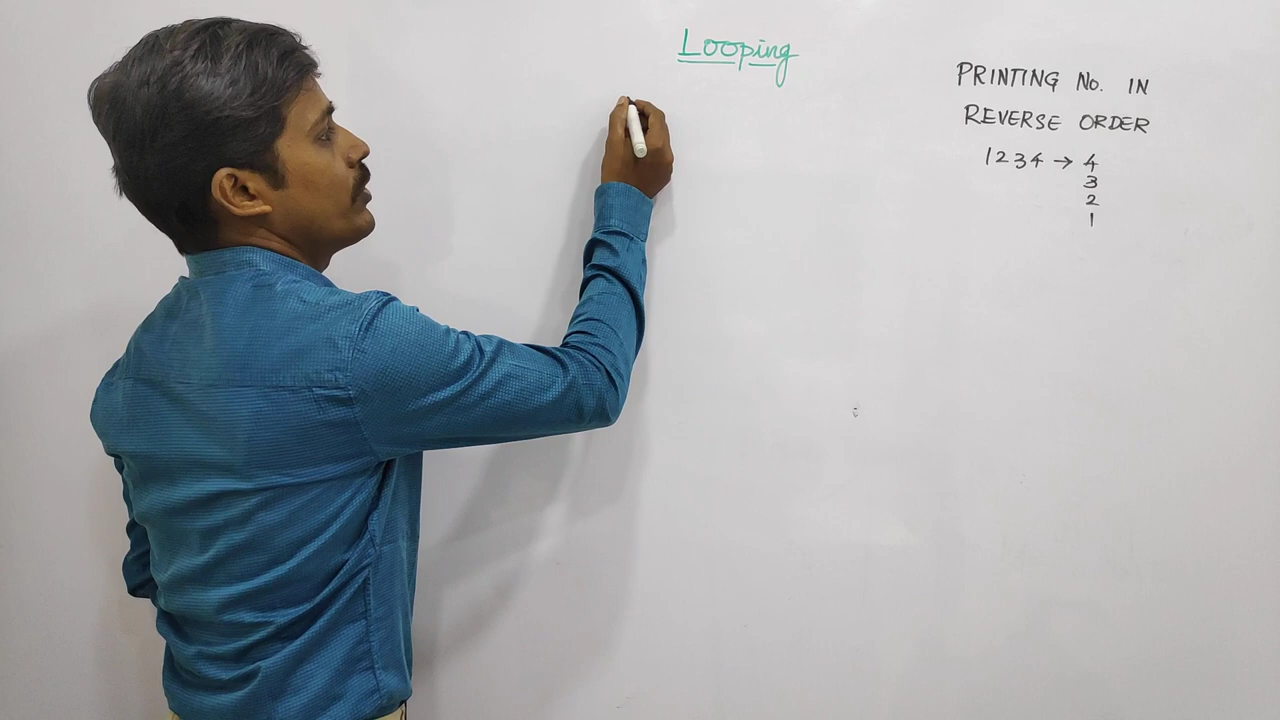 Looping
PRINTING No. IN
REVERSE ORDER
1234 → 4
3
2
1